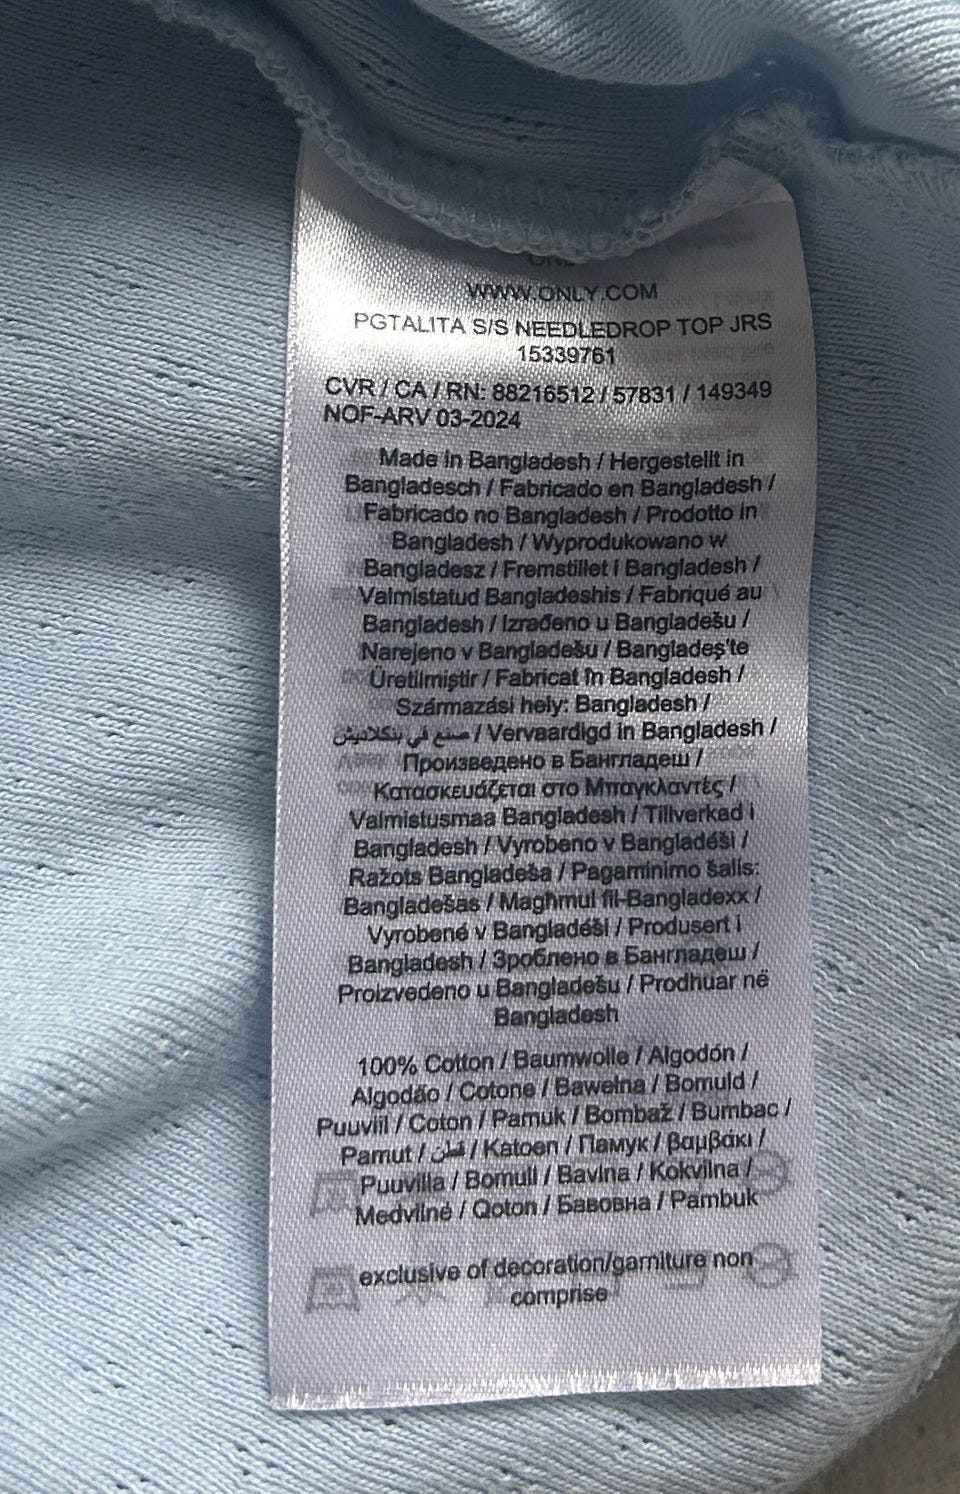 WWW.ONLY.COM
PGTALITA S/S NEEDLEDROP TOP JRS
15339761
CVR / CA / RN: 88216512 / 57831 / 149349
NOF-ARV 03-2024
Made in Bangladesh / Hergestellt in
Bangladesch / Fabricado en Bangladesh /
Fabricado no Bangladesh / Prodotto in
Bangladesh / Wyprodukowano w
Bangladesz / Fremstillet i Bangladesh /
Valmistatud Bangladeshis / Fabriqué au
Bangladesh / Izrađeno u Bangladešu /
Narejeno v Bangladešu / Bangladeş'te
Üretilmiştir / Fabricat în Bangladesh /
Származási hely: Bangladesh /
صنع في بنكلاديش / Vervaardigd in Bangladesh /
Произведено в Бангладеш /
Κατασκευάζεται στο Μπαγκλαντές /
Valmistusmaa Bangladesh / Tillverkad i
Bangladesh / Vyrobeno v Bangladéši /
Ražots Bangladeša / Pagaminimo šalis:
Bangladešas / Magħmul fil-Bangladexx /
Vyrobené v Bangladéši / Produsert i
Bangladesh / Зроблено в Бангладеш /
Proizvedeno u Bangladešu / Prodhuar në
Bangladesh
100% Cotton / Baumwolle / Algodón /
Algodão / Cotone / Bawełna / Bomuld /
Puuvill / Coton / Pamuk / Bombaž / Bumbac /
Pamut / قطن / Katoen / Памук / βαμβάκι /
Puuvilla / Bomull / Bavlna / Kokvilna /
Medvilnė / Qoton / Бавовна / Pambuk
exclusive of decoration/garniture non
comprise